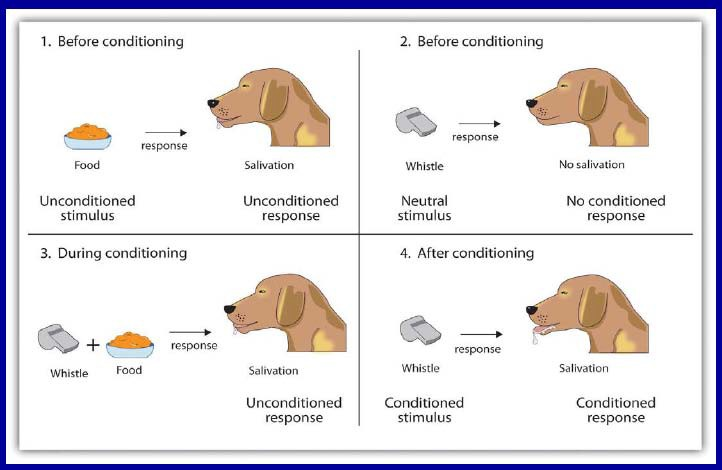 1. Before conditioning
response
Food
Salivation
Unconditioned
stimulus
Unconditioned
response
2. Before conditioning
response
Whistle
No salivation
Neutral
stimulus
No conditioned
response
3. During conditioning
+
response
Whistle
Food
Salivation
Unconditioned
response
4. After conditioning
response
Whistle
Salivation
Conditioned
stimulus
Conditioned
response